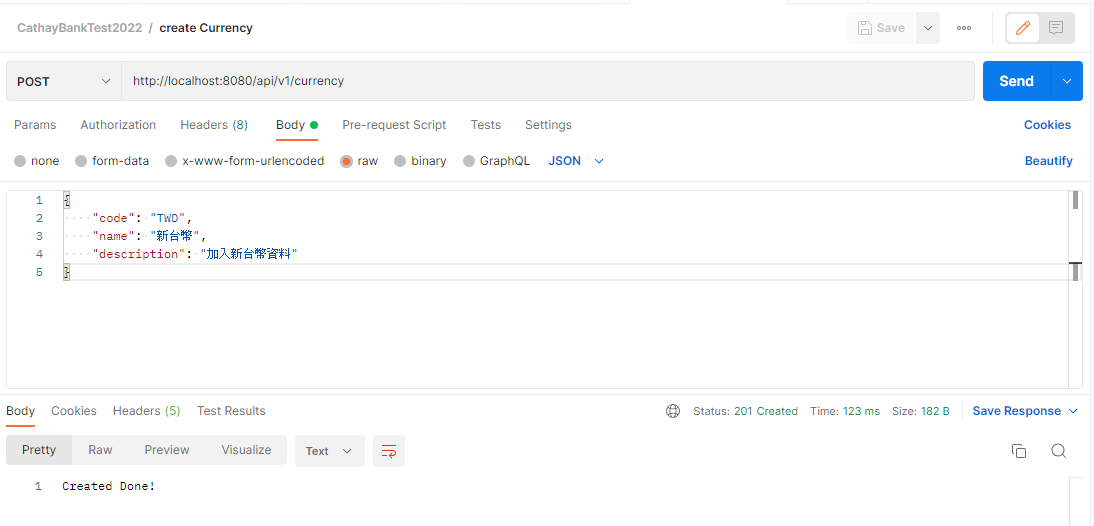 CathayBankTest2022 / create Currency
Save
POST http://localhost:8080/api/v1/currency Send
Params Authorization Headers (8) Body Pre-request Script Tests Settings Cookies
none form-data x-www-form-urlencoded raw binary GraphQL JSON Beautify
1 {
2 "code": "TWD",
3 "name": "新台幣",
4 "description": "加入新台幣資料"
5 }
Body Cookies Headers (5) Test Results Status: 201 Created Time: 123 ms Size: 182 B Save Response
Pretty Raw Preview Visualize Text
1 Created Done!